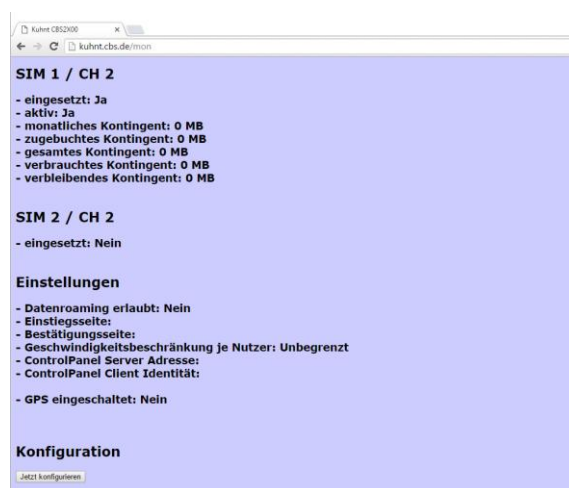 Kuhnt CBS2X00
kuhnt.cbs.de/mon
SIM 1 / CH 2
- eingesetzt: Ja
- aktiv: Ja
- monatliches Kontingent: 0 MB
- zugebuchtes Kontingent: 0 MB
- gesamtes Kontingent: 0 MB
- verbrauchtes Kontingent: 0 MB
- verbleibendes Kontingent: 0 MB
SIM 2 / CH 2
- eingesetzt: Nein
Einstellungen
- Datenroaming erlaubt: Nein
- Einstiegsseite:
- Bestätigungsseite:
- Geschwindigkeitsbeschränkung je Nutzer: Unbegrenzt
- ControlPanel Server Adresse:
- ControlPanel Client Identität:
- GPS eingeschaltet: Nein
Konfiguration
Jetzt konfigurieren